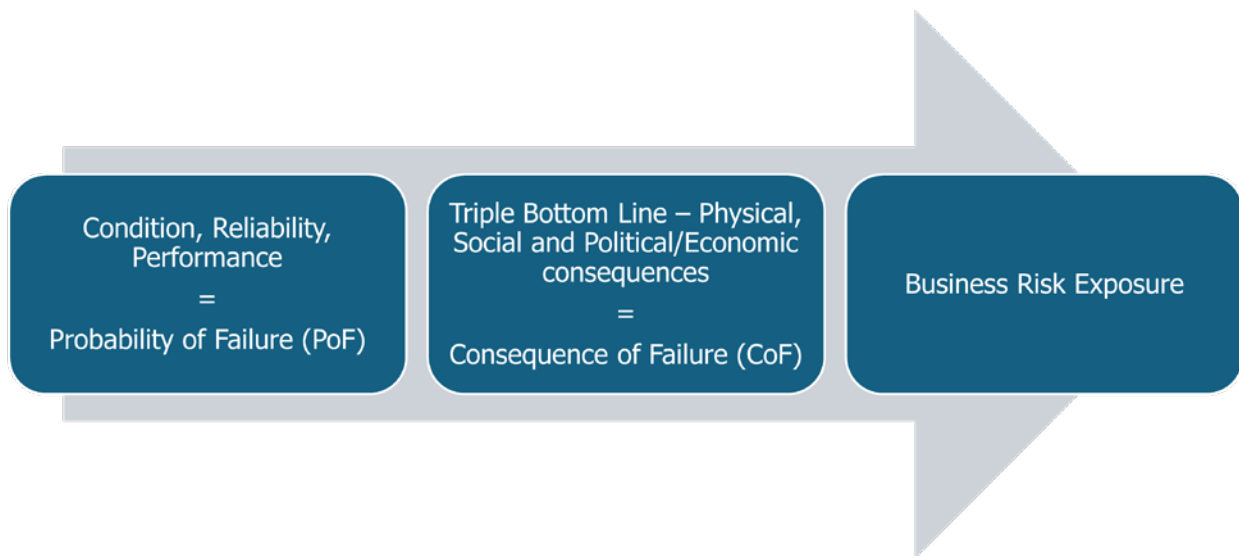 Condition, Reliability,
Performance
=
Probability of Failure (PoF)
Triple Bottom Line – Physical,
Social and Political/Economic
consequences
=
Consequence of Failure (CoF)
Business Risk Exposure